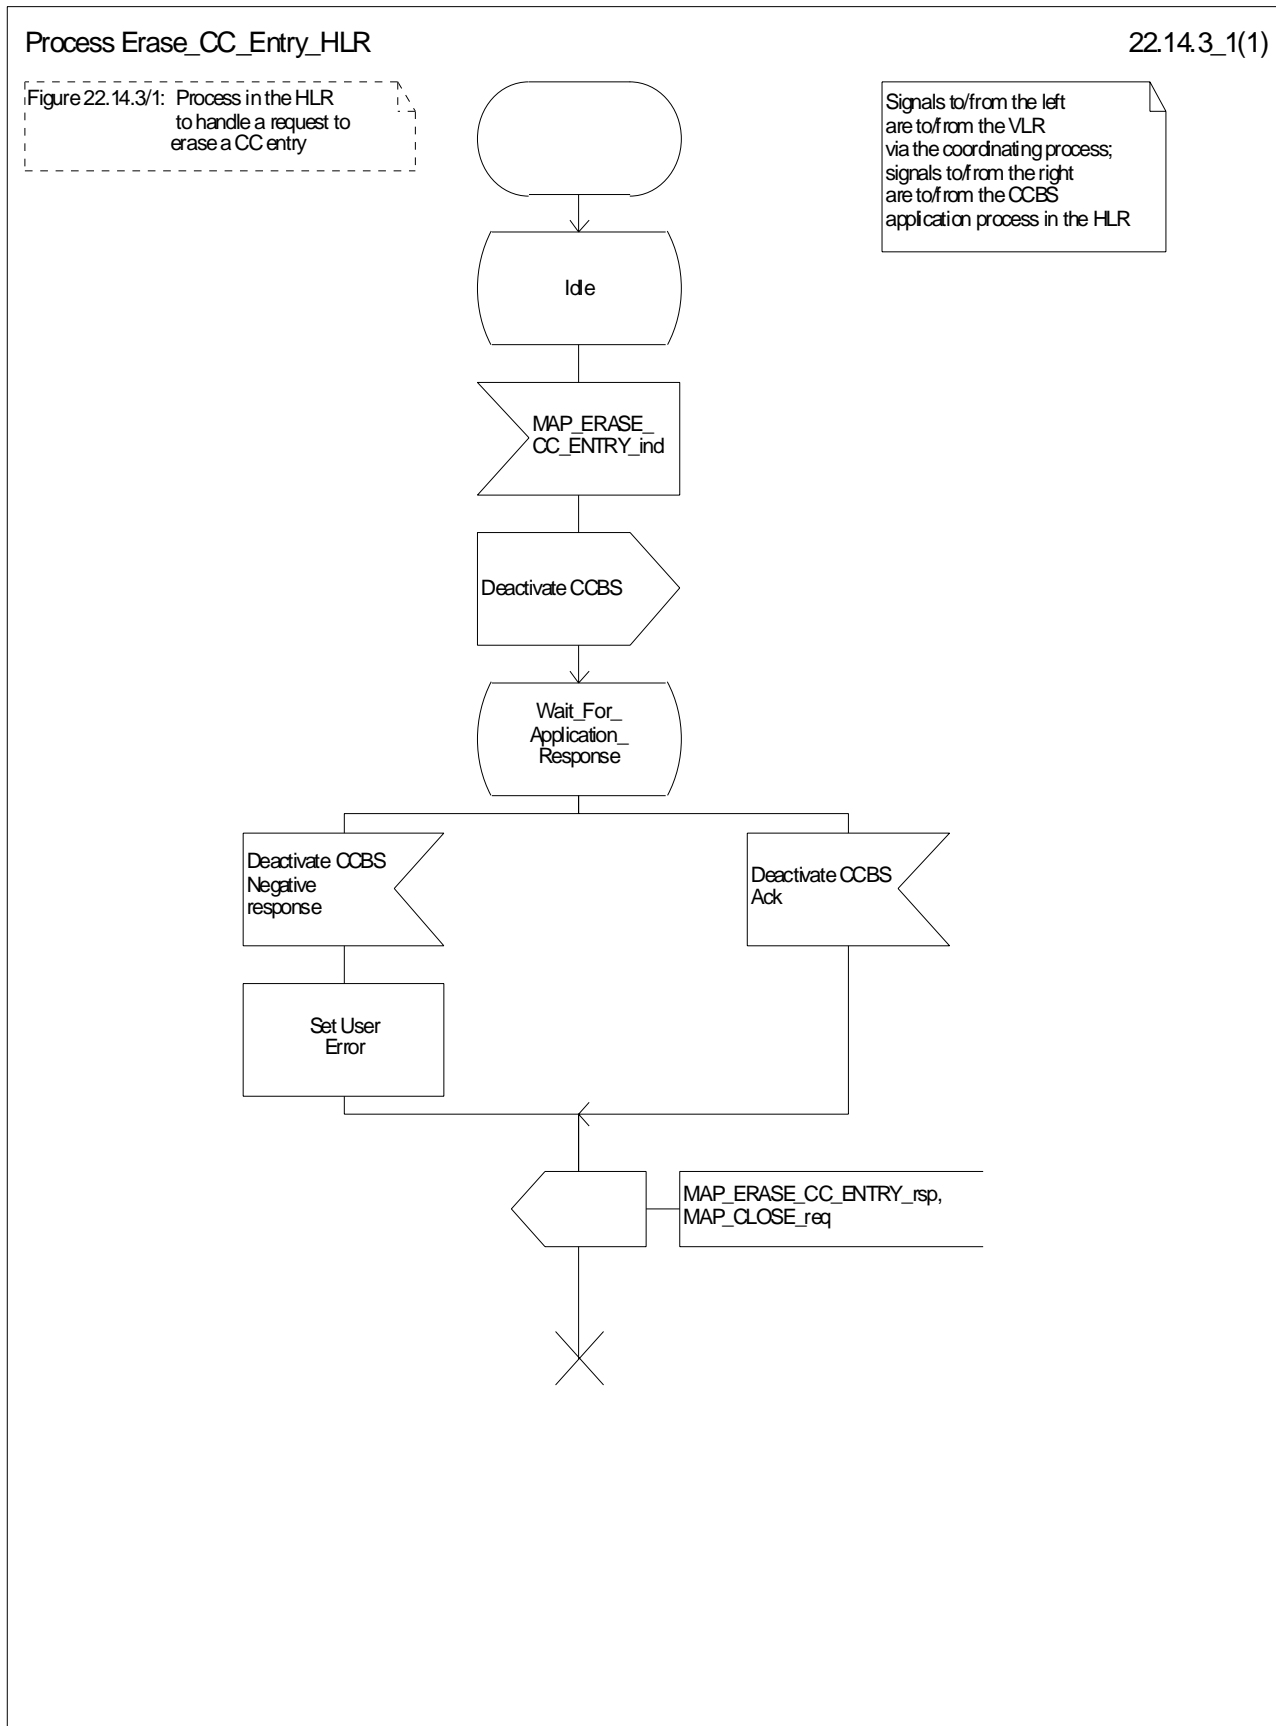 Process Erase_CC_Entry_HLR
22.14.3_1(1)
Figure 22.14.3/1: Process in the HLR
to handle a request to
erase a CC entry
Signals to/from the left
are to/from the VLR
via the coordinating process;
signals to/from the right
are to/from the CCBS
application process in the HLR
Idle
MAP_ERASE_
CC_ENTRY_ind
Deactivate CCBS
Wait_For_
Application_
Response
Deactivate CCBS
Negative
response
Deactivate CCBS
Ack
Set User
Error
MAP_ERASE_CC_ENTRY_rsp,
MAP_CLOSE_req